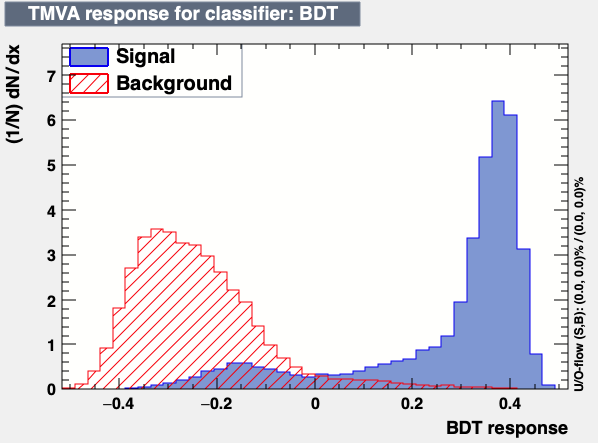 TMVA response for classifier: BDT
Signal
Background
(1/N) dN/dx
7
6
5
4
3
2
1
0
−0.4
−0.2
0
0.2
0.4
BDT response
U/O-flow (S,B): (0.0, 0.0)% / (0.0, 0.0)%